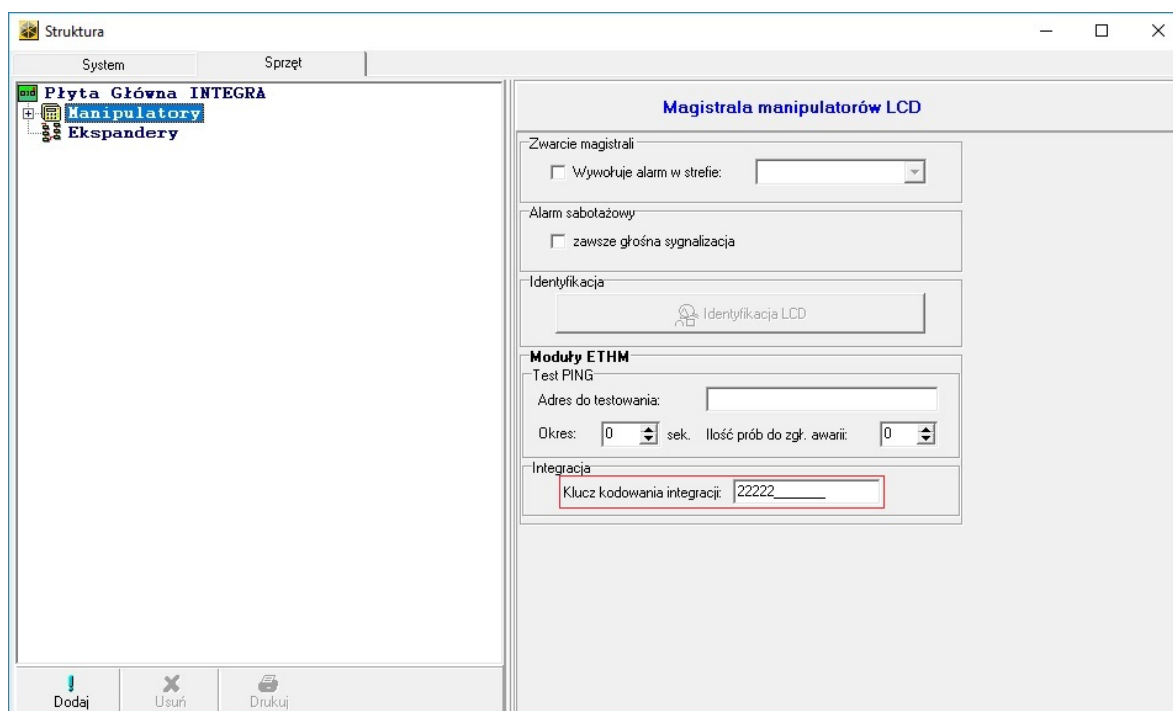 Struktura
System Sprzęt
Płyta Główna INTEGRA
Manipulatory
Ekspandery
Dodaj Usuń Drukuj
Magistrala manipulatorów LCD
Zwarcie magistrali
Wywołuje alarm w strefie:
Alarm sabotażowy
zawsze głośna sygnalizacja
Identyfikacja
Identyfikacja LCD
Moduły ETHM
Test PING
Adres do testowania:
Okres: 0 sek. Ilość prób do zgł. awarii: 0
Integracja
Klucz kodowania integracji: 22222_______